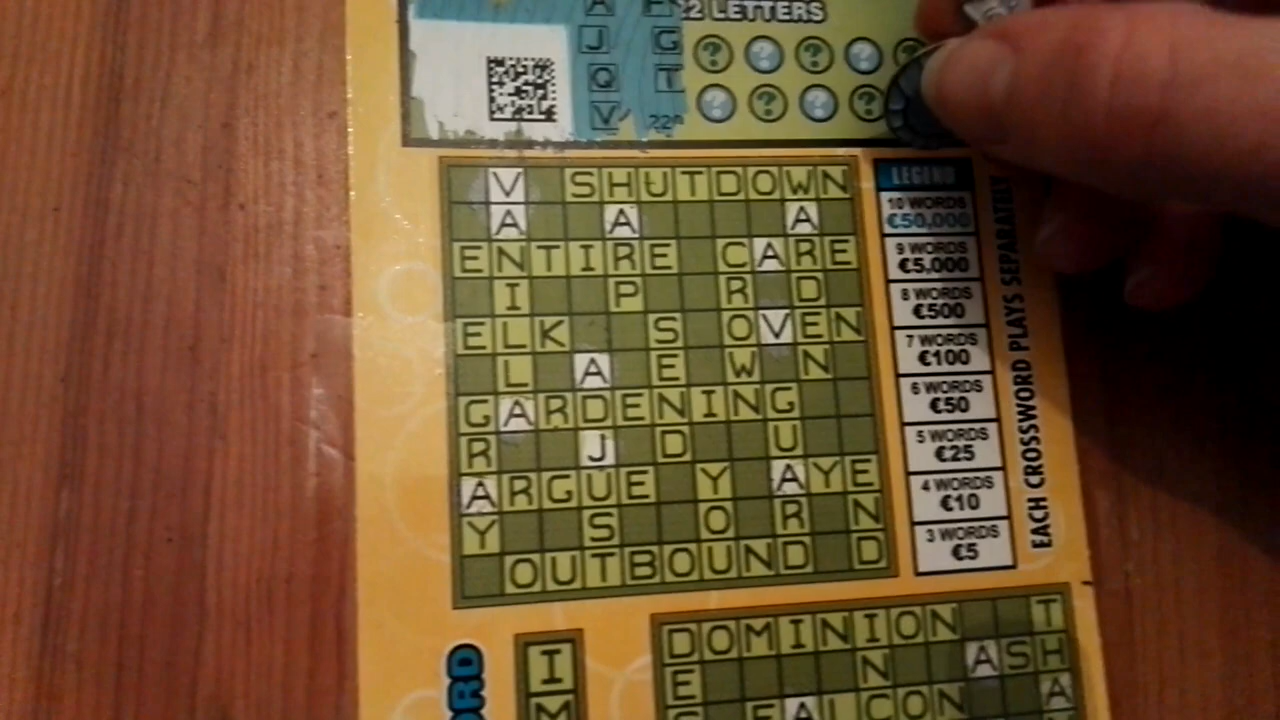 22 LETTERS
A F
J G
Q T
V
V SHUTDOWN
A A A
ENTIRE CARE
I P R D
ELK S OVEN
L A E W N
GARDENING
R J D U
ARGUE Y AYE
Y S O R N
OUTBOUND D
LEGEND
10 WORDS
€50,000
9 WORDS
€5,000
8 WORDS
€500
7 WORDS
€100
6 WORDS
€50
5 WORDS
€25
4 WORDS
€10
3 WORDS
€5
EACH CROSSWORD PLAYS SEPARATELY
ORD
I
M
DOMINION T
E N ASH
FALCON A